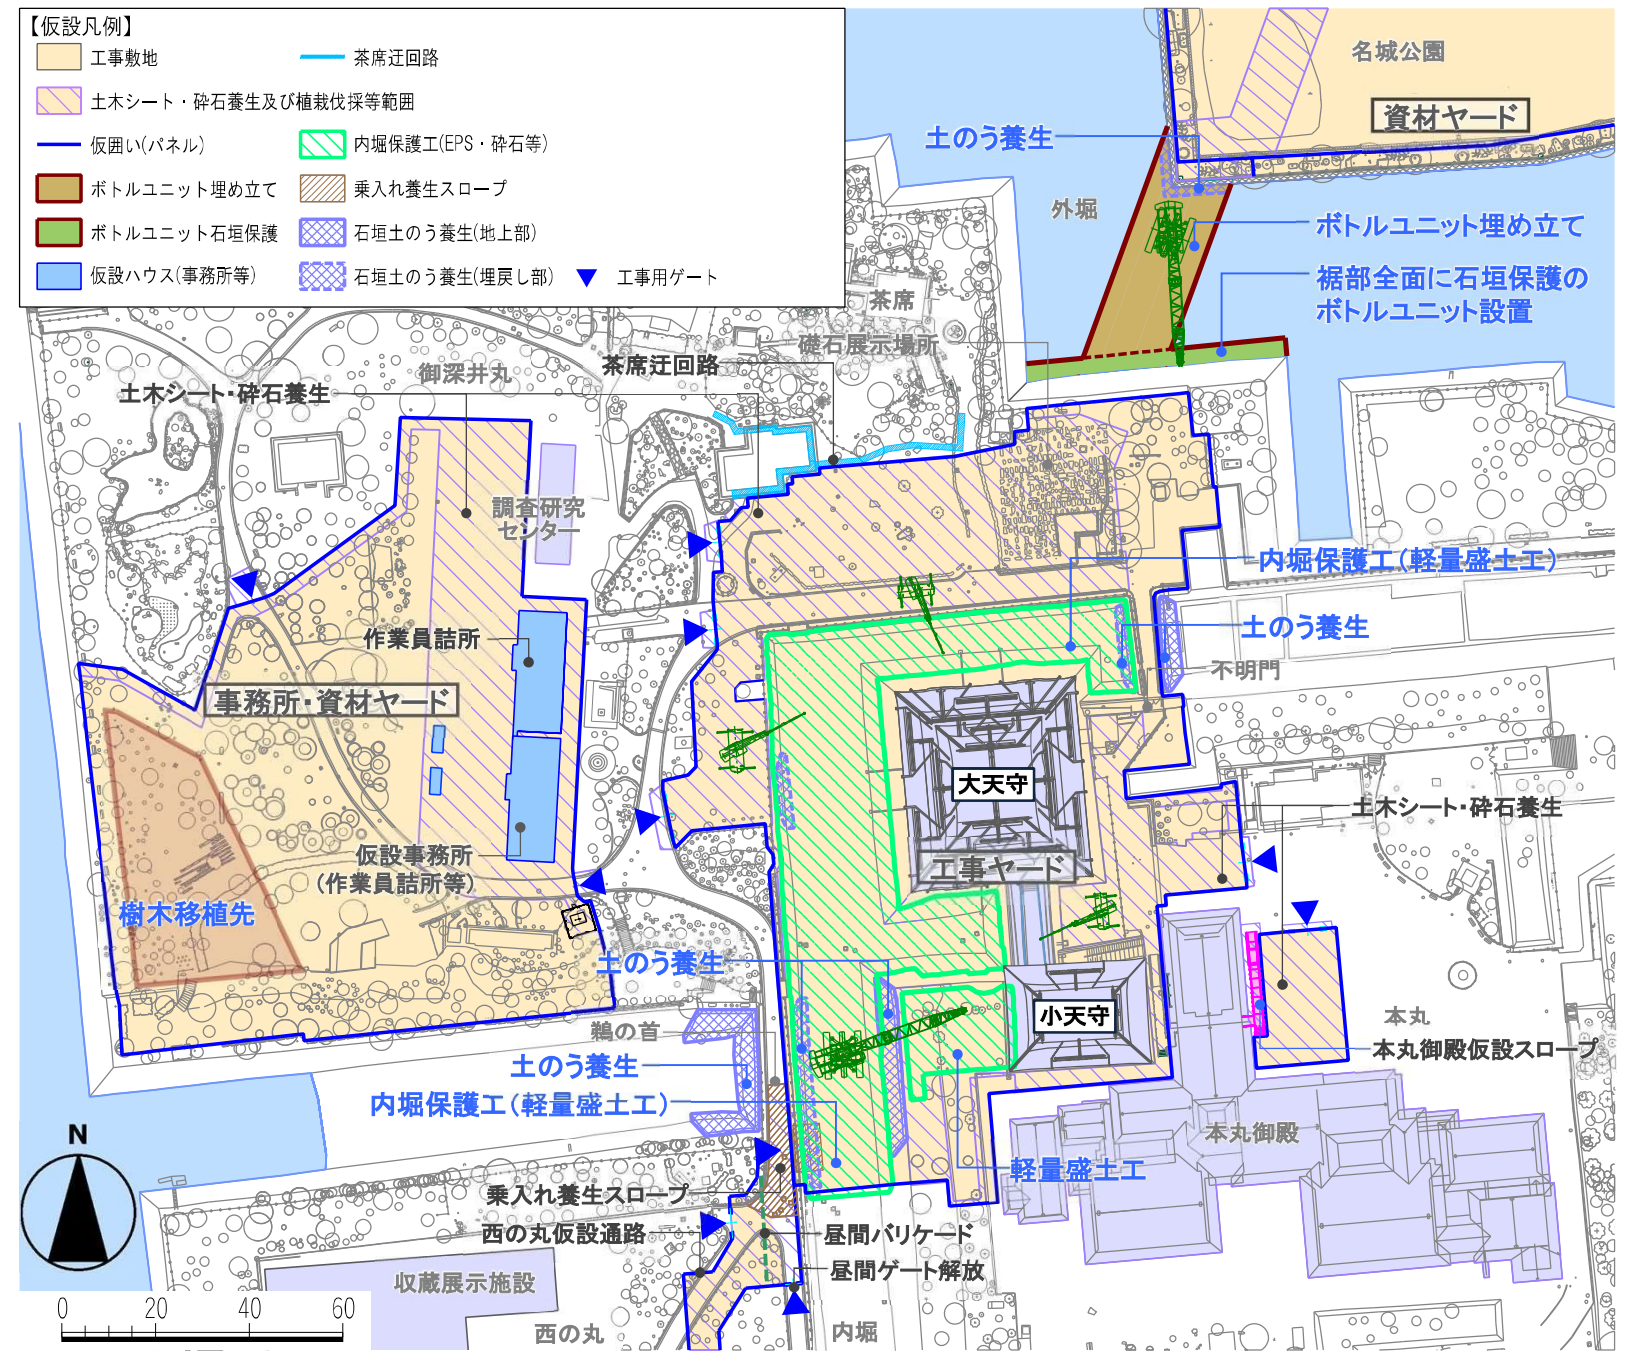 【仮設凡例】
工事敷地
茶席迂回路
土木シート・砕石養生及び植栽伐採等範囲
仮囲い(パネル)
内堀保護工(EPS・砕石等)
ボトルユニット埋め立て
乗入れ養生スロープ
ボトルユニット石垣保護
石垣土のう養生(地上部)
仮設ハウス(事務所等)
石垣土のう養生(埋戻し部)
工事用ゲート
名城公園
資材ヤード
土のう養生
外堀
ボトルユニット埋め立て
裾部全面に石垣保護の
ボトルユニット設置
茶席
礎石展示場所
茶席迂回路
御深井丸
土木シート・砕石養生
調査研究
センター
内堀保護工(軽量盛土工)
土のう養生
不明門
作業員詰所
事務所・資材ヤード
大天守
土木シート・砕石養生
仮設事務所
(作業員詰所等)
工事ヤード
樹木移植先
土のう養生
小天守
本丸
鵜の首
本丸御殿仮設スロープ
土のう養生
内堀保護工(軽量盛土工)
本丸御殿
軽量盛土工
N
乗入れ養生スロープ
西の丸仮設通路
昼間バリケード
昼間ゲート解放
収蔵展示施設
西の丸
内堀
0 20 40 60